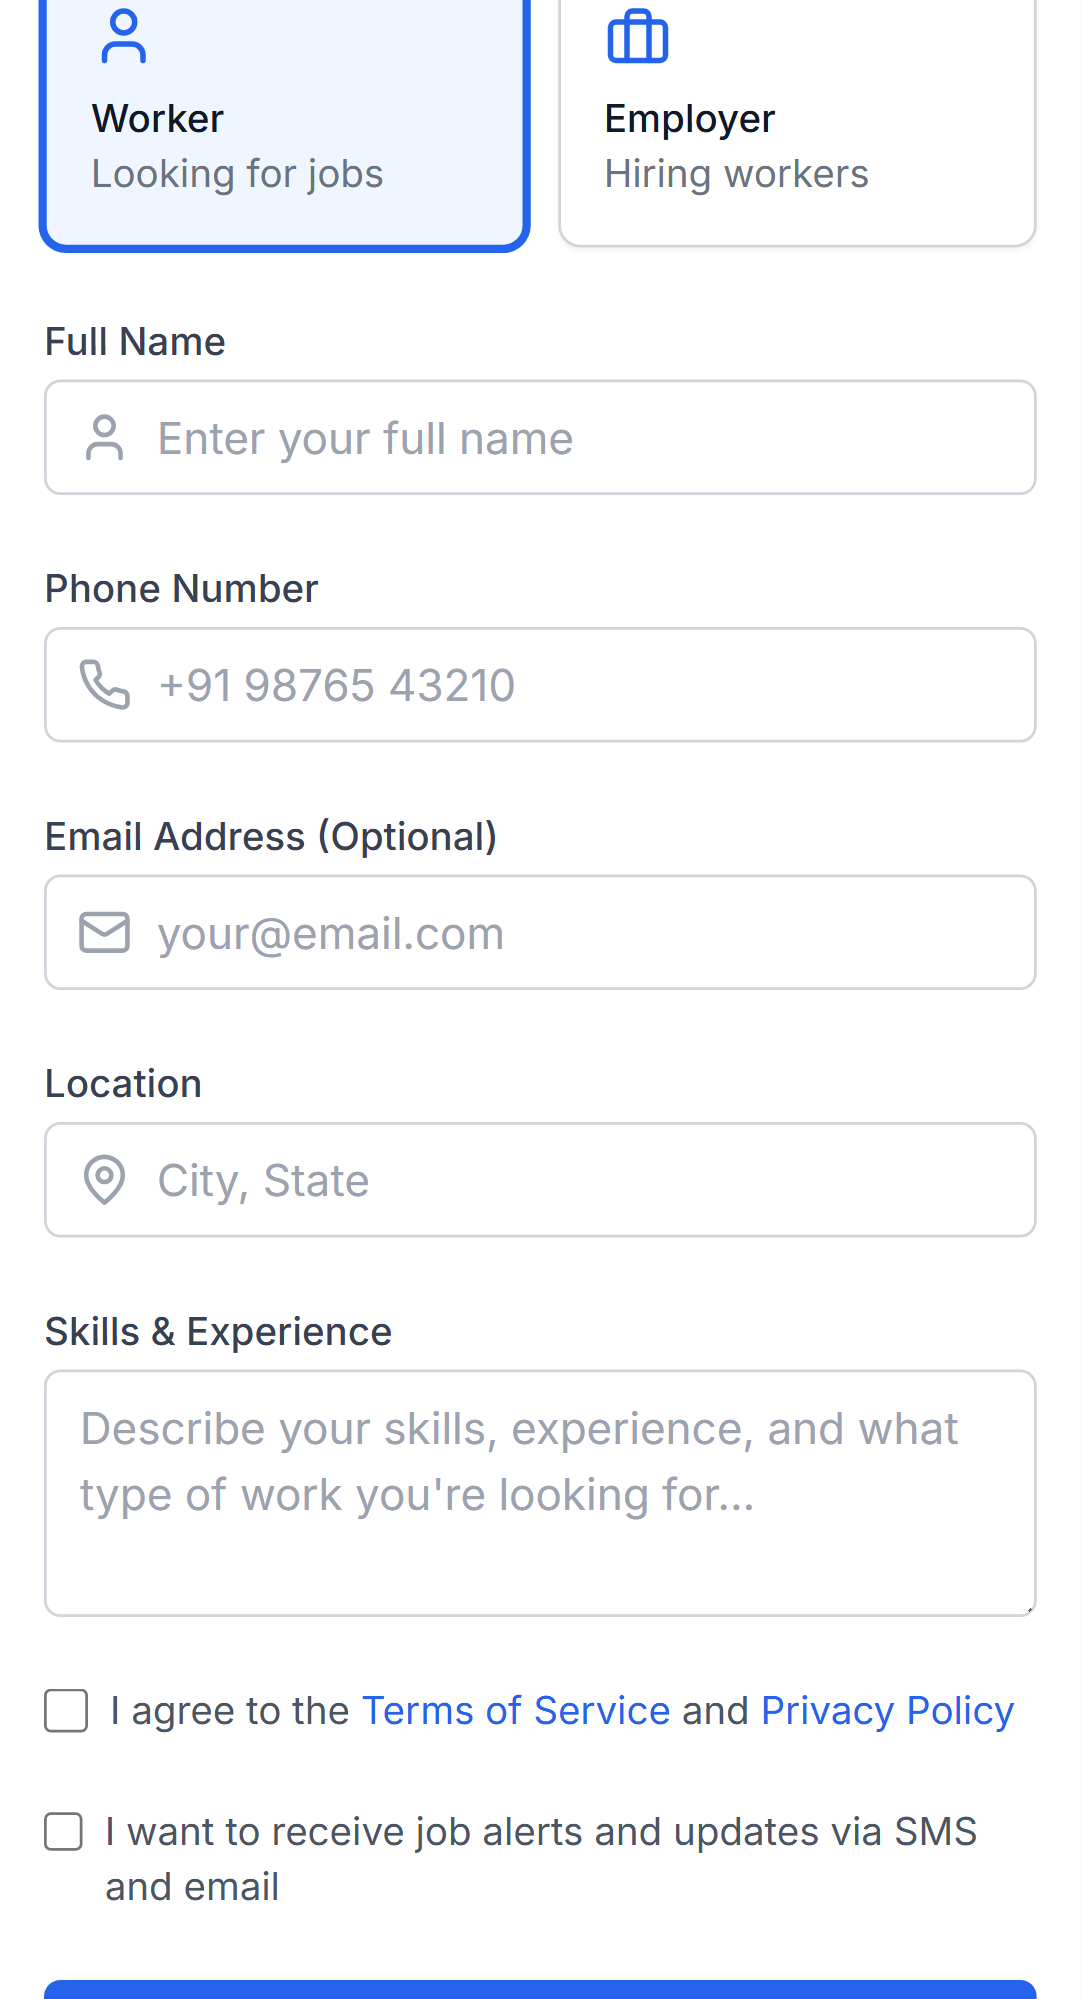 Worker
Looking for jobs
Employer
Hiring workers
Full Name
Enter your full name
Phone Number
+91 98765 43210
Email Address (Optional)
your@email.com
Location
City, State
Skills & Experience
Describe your skills, experience, and what
type of work you're looking for...
I agree to the Terms of Service and Privacy Policy
I want to receive job alerts and updates via SMS
and email